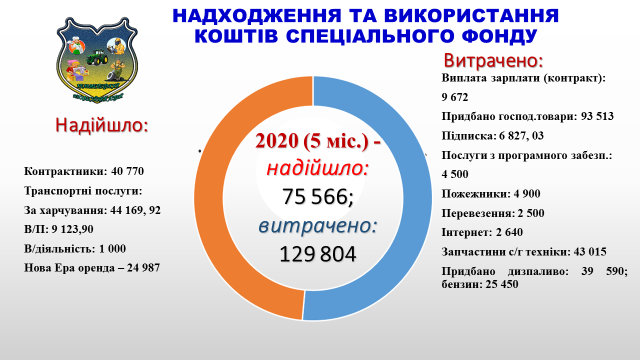 НАДХОДЖЕННЯ ТА ВИКОРИСТАННЯ
КОШТІВ СПЕЦІАЛЬНОГО ФОНДУ
Надійшло:
Контрактники: 40 770
Транспортні послуги:
За харчування: 44 169, 92
В/П: 9 123,90
В/діяльність: 1 000
Нова Ера оренда – 24 987
2020 (5 міс.) -
надійшло:
75 566;
витрачено:
129 804
Витрачено:
Виплата зарплати (контракт):
9 672
Придбано господ.товари: 93 513
Підписка: 6 827, 03
Послуги з програмного забезп.:
4 500
Пожежники: 4 900
Перевезення: 2 500
Інтернет: 2 640
Запчастини с/г техніки: 43 015
Придбано дизпаливо: 39 590;
бензин: 25 450